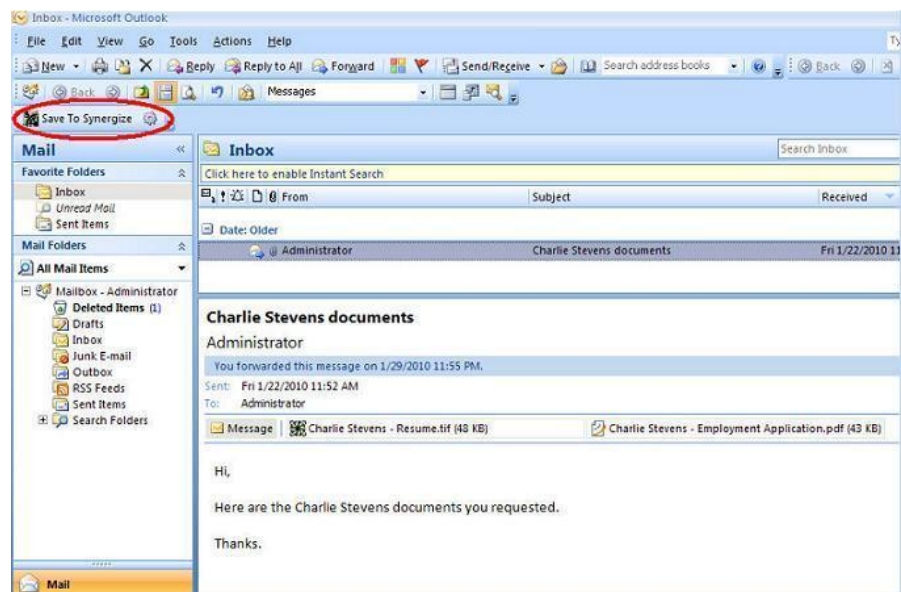 Inbox - Microsoft Outlook
File Edit View Go Tools Actions Help
New Reply Reply to All Forward Send/Receive Search address books Back
Back Messages
Save To Synergize
Mail « Inbox Search Inbox
Favorite Folders Click here to enable Instant Search
Inbox From Subject Received
Unread Mail
Sent Items Date: Older
Mail Folders Administrator Charlie Stevens documents Fri 1/22/2010 11
All Mail Items
Mailbox - Administrator
Deleted Items (1)
Charlie Stevens documents
Drafts
Inbox Administrator
Junk E-mail
Outbox You forwarded this message on 1/29/2010 11:55 PM.
RSS Feeds Sent: Fri 1/22/2010 11:52 AM
Sent Items To: Administrator
Search Folders Message Charlie Stevens - Resume.tif (48 KB) Charlie Stevens - Employment Application.pdf (43 KB)
Hi,
Here are the Charlie Stevens documents you requested.
Thanks.
Mail